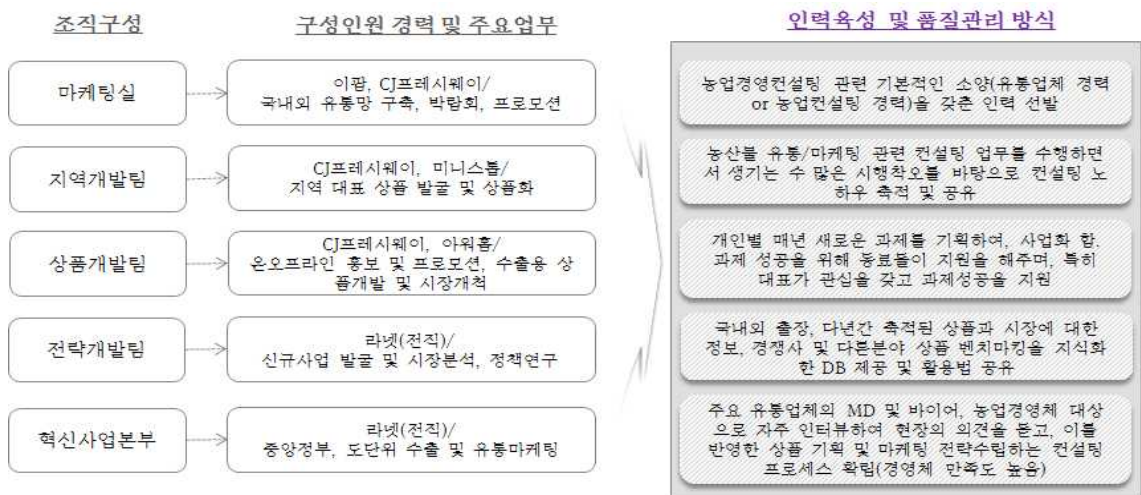 조직구성
구성인원 경력 및 주요업부
인력육성 및 품질관리 방식
마케팅실
이팜, CJ프레시웨이/
국내외 유통망 구축, 박람회, 프로모션
지역개발팀
CJ프레시웨이, 미니스톱/
지역 대표 상품 발굴 및 상품화
상품개발팀
CJ프레시웨이, 아워홈/
온오프라인 홍보 및 프로모션, 수출용 상
품개발 및 시장개척
전략개발팀
라넷(전직)/
신규사업 발굴 및 시장분석, 정책연구
혁신사업본부
라넷(전직)/
중앙정부, 도단위 수출 및 유통마케팅
농업경영컨설팅 관련 기본적인 소양(유통업체 경력
or 농업컨설팅 경력)을 갖춘 인력 선발
농산물 유통/마케팅 관련 컨설팅 업무를 수행하면
서 생기는 수 많은 시행착오를 바탕으로 컨설팅 노
하우 축적 및 공유
개인별 매년 새로운 과제를 기획하여, 사업화 함.
과제 성공을 위해 동료들이 지원을 해주며, 특히
대표가 관심을 갖고 과제성공을 지원
국내외 출장, 다년간 축적된 상품과 시장에 대한
정보, 경쟁사 및 다른분야 상품 벤치마킹을 지식화
한 DB 제공 및 활용법 공유
주요 유통업체의 MD 및 바이어, 농업경영체 대상
으로 자주 인터뷰하여 현장의 의견을 듣고, 이를
반영한 상품 기획 및 마케팅 전략수립하는 컨설팅
프로세스 확립(경영체 만족도 높음)